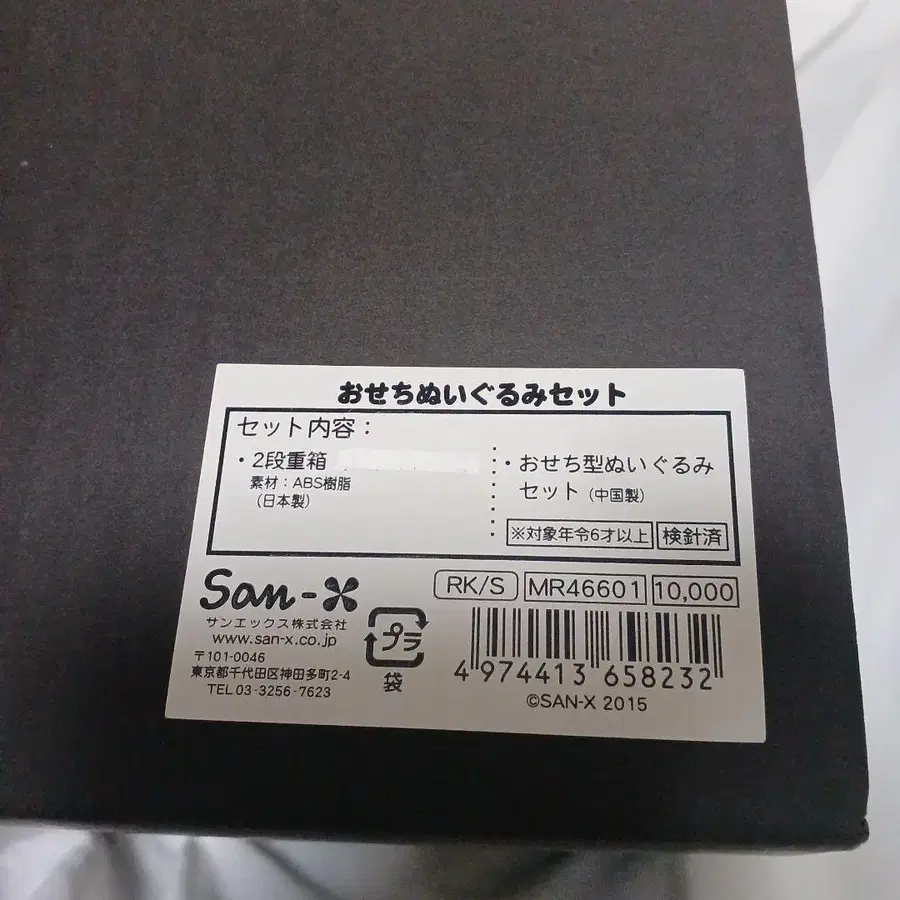 おせちぬいぐるみセット
セット内容：
・2段重箱
素材：ABS樹脂
（日本製）
・おせち型ぬいぐるみ
セット（中国製）
※対象年令6才以上
検針済
San-X
サンエックス株式会社
www.san-x.co.jp
〒101-0046
東京都千代田区神田多町2-4
TEL 03-3256-7623
プラ
袋
RK/S
MR46601
10,000
4 974413 658232
©SAN-X 2015